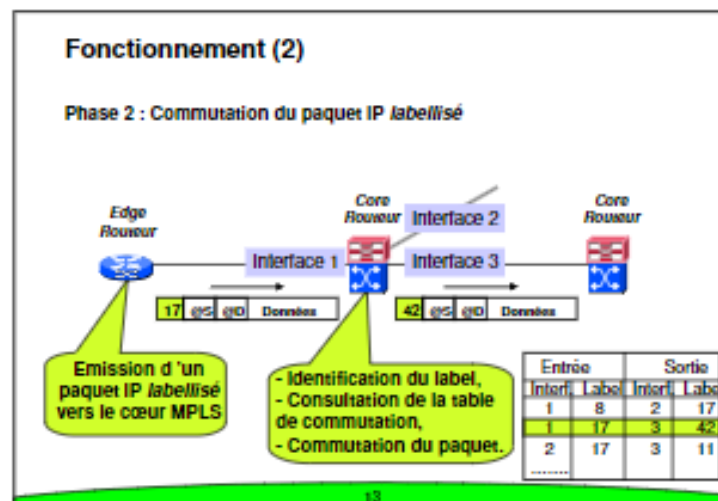 Fonctionnement (2)
Phase 2 : Commutation du paquet IP labellisé
Edge
Routeur
Core
Routeur
Interface 2
Core
Routeur
Interface 1
Interface 3
17 @S @D Données
42 @S @D Données
Emission d 'un
paquet IP labellisé
vers le cœur MPLS
- Identification du label,
- Consultation de la table
de commutation,
- Commutation du paquet.
Entrée Sortie
Interf. Label Interf. Labe
1 8 2 17
1 17 3 42
2 17 3 11
........
13